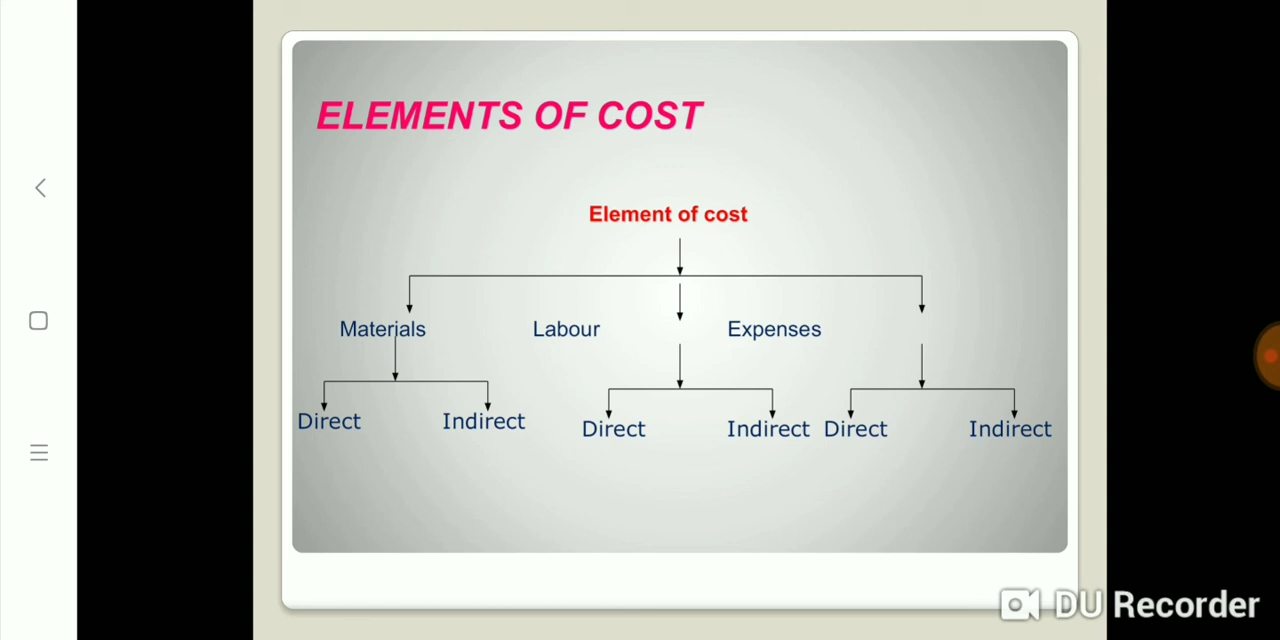 ELEMENTS OF COST
Element of cost
Materials Labour Expenses
Direct Indirect Direct Indirect Direct Indirect
DU Recorder